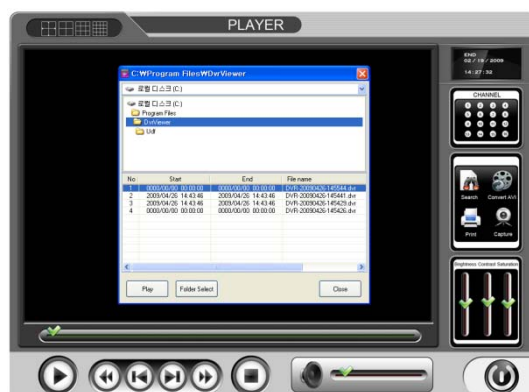 PLAYER
END
02 / 19 / 2009
14:27:32
CHANNEL
Search Convert AVI
Print Capture
Brightness Contrast Saturation
C:₩Program Files₩DvrViewer
로컬 디스크 (C:)
로컬 디스크 (C:)
Program Files
DvrViewer
Udf
No Start End File name
1 0000/00/00 00:00:00 0000/00/00 00:00:00 DVR-20090426-145544.dvr
2 2009/04/26 14:43:46 2009/04/26 14:43:46 DVR-20090426-145441.dvr
3 2009/04/26 14:43:46 2009/04/26 14:43:46 DVR-20090426-145429.dvr
4 0000/00/00 00:00:00 0000/00/00 00:00:00 DVR-20090426-145426.dvr
Play Folder Select Close